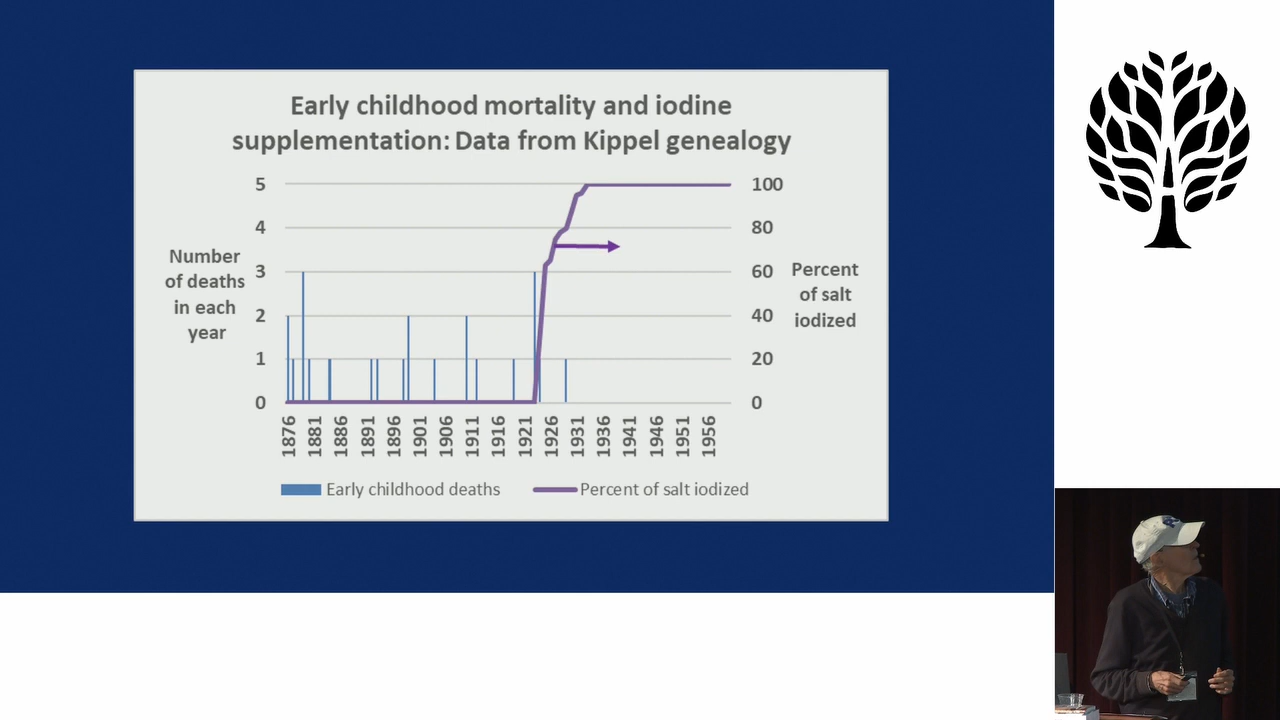 Early childhood mortality and iodine
supplementation: Data from Kippel genealogy
Number
of deaths
in each
year
5
4
3
2
1
0
100
80
60
40
20
0
Percent
of salt
iodized
1876
1881
1886
1891
1896
1901
1906
1911
1916
1921
1926
1931
1936
1941
1946
1951
1956
Early childhood deaths
Percent of salt iodized